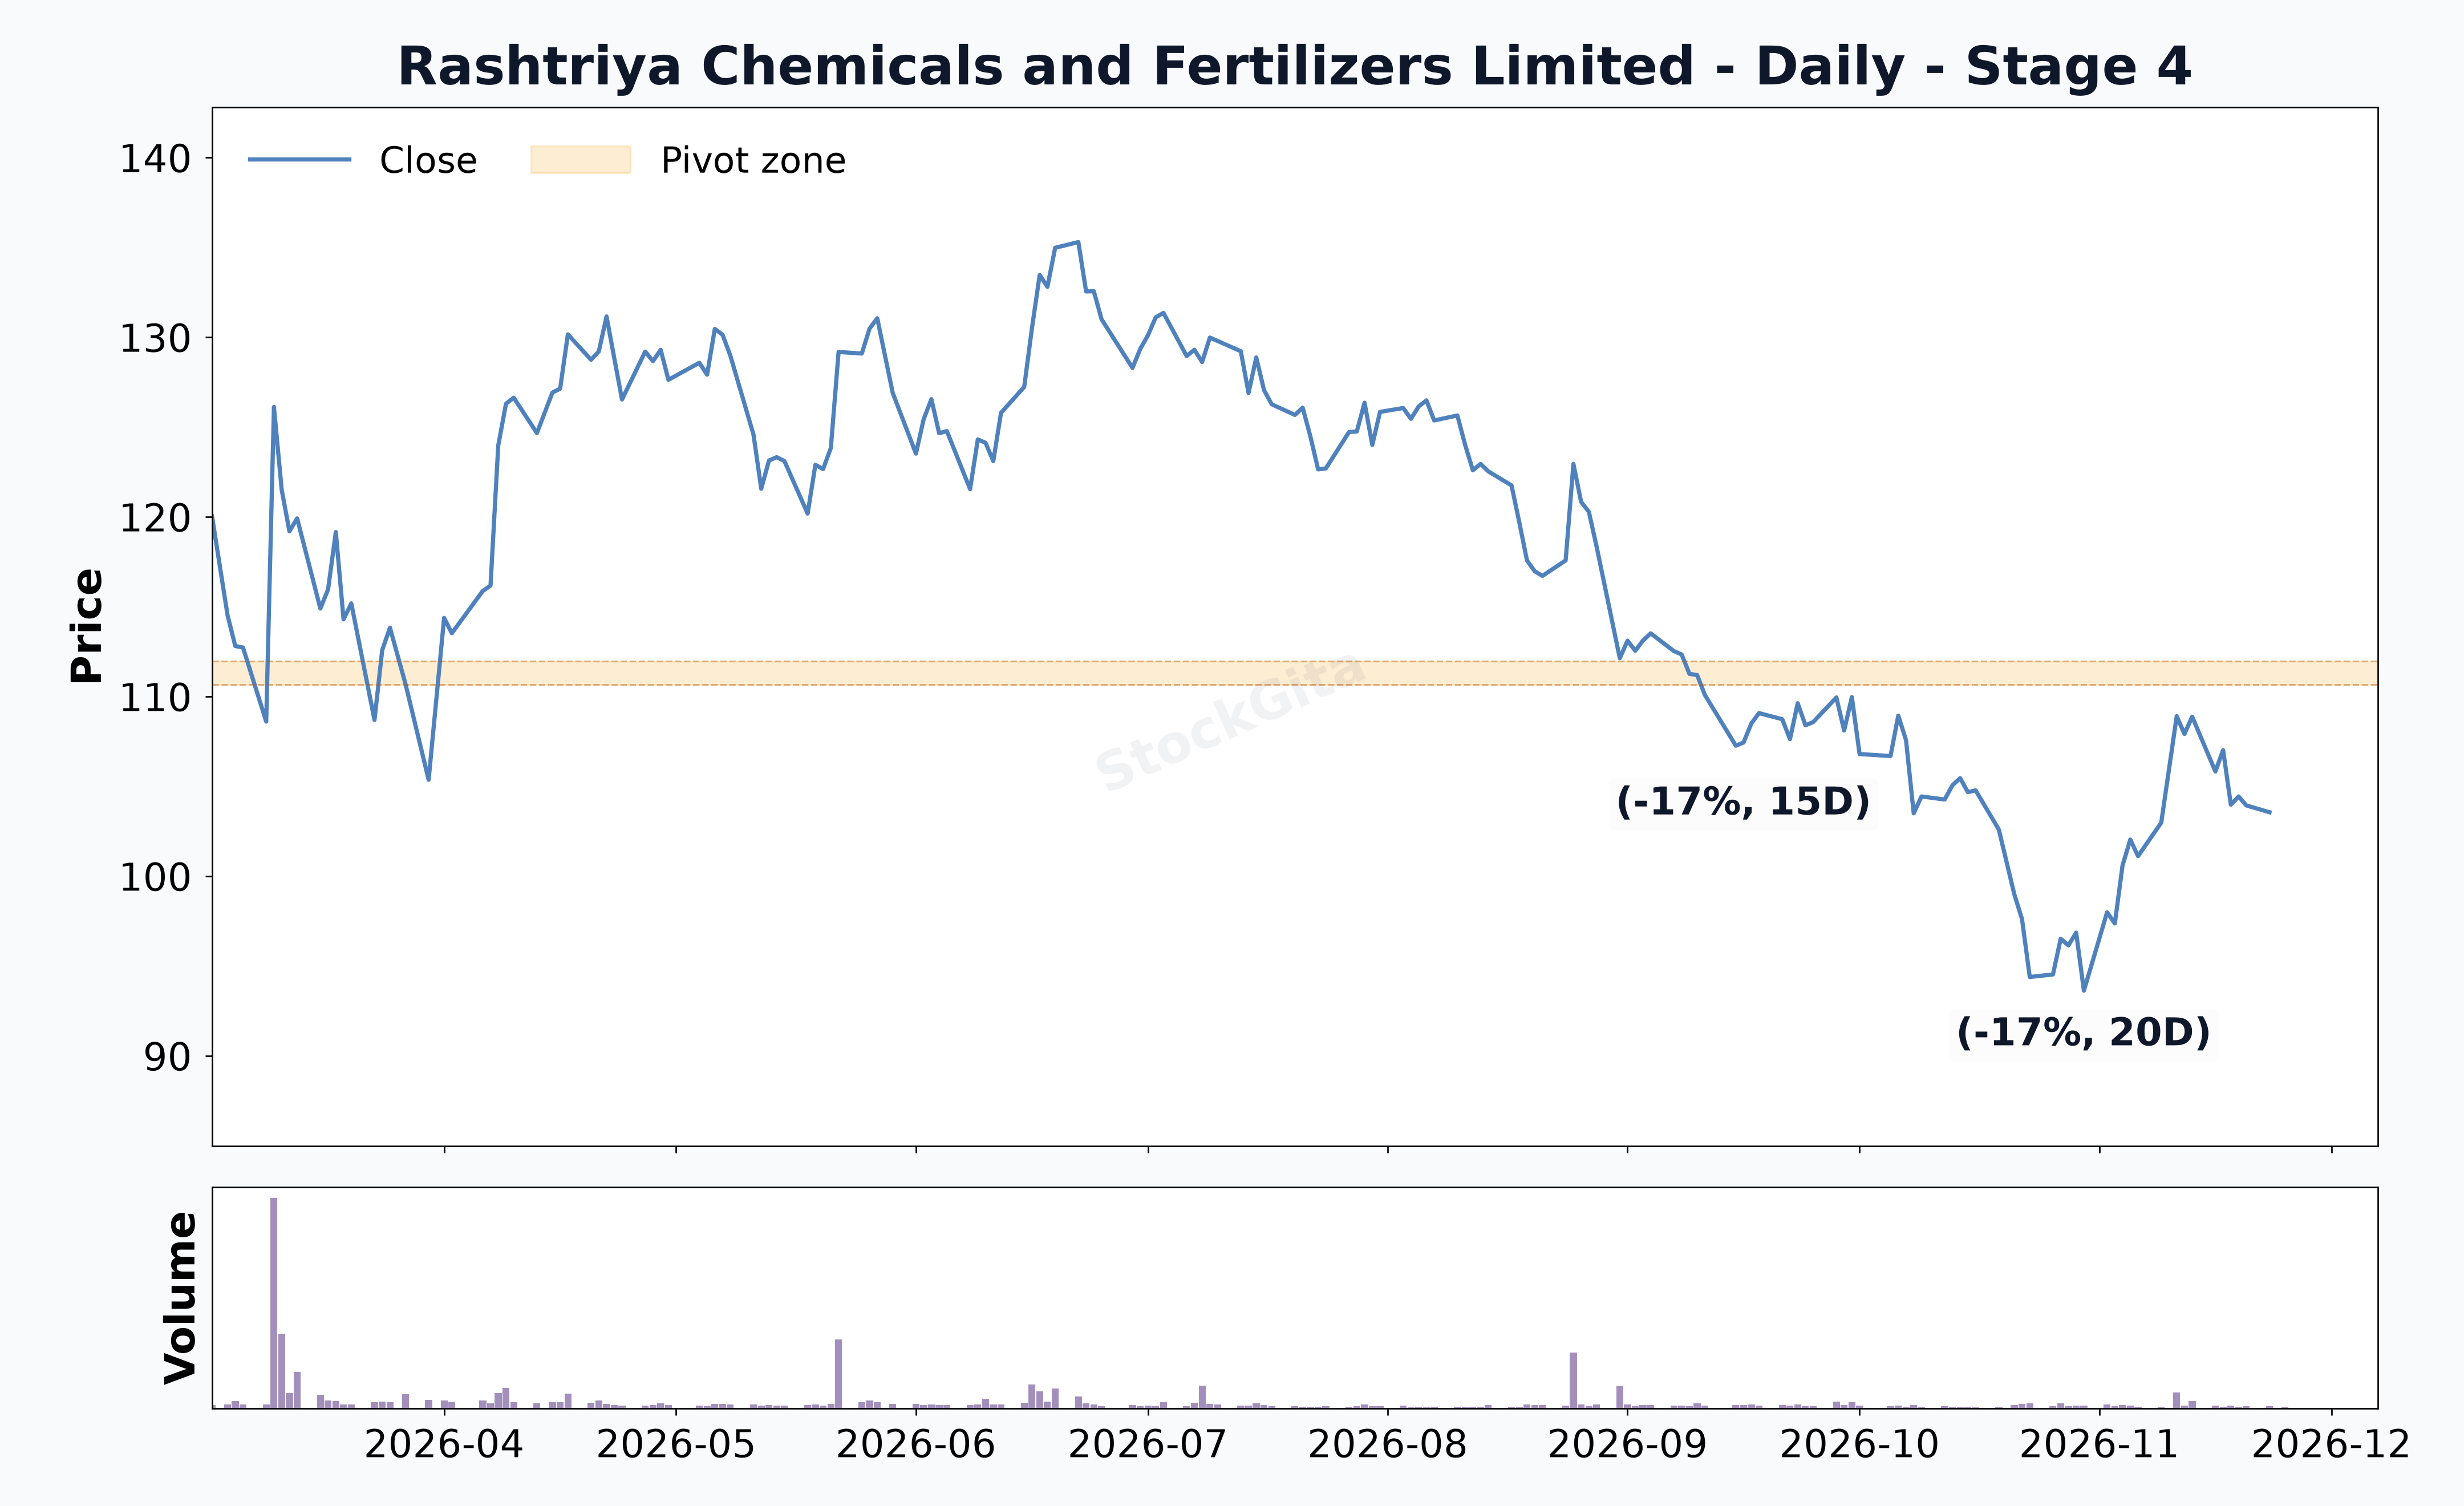 Rashtriya Chemicals and Fertilizers Limited - Daily - Stage 4
Close
Pivot zone
140
130
120
110
100
90
Price
StockGita
(-17%, 15D)
(-17%, 20D)
Volume
2026-04
2026-05
2026-06
2026-07
2026-08
2026-09
2026-10
2026-11
2026-12